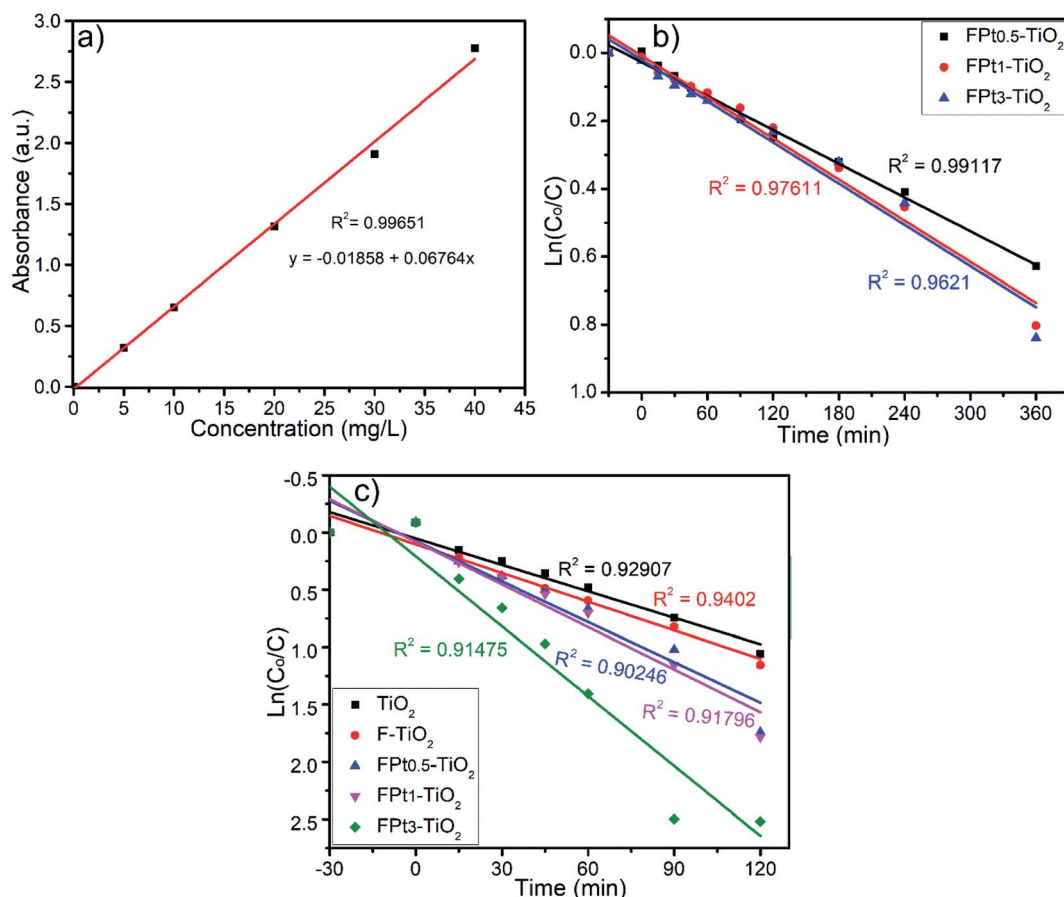 a)
3.0
2.5
2.0
1.5
1.0
0.5
0.0
Absorbance (a.u.)
R² = 0.99651
y = -0.01858 + 0.06764x
0 5 10 15 20 25 30 35 40 45
Concentration (mg/L)
b)
FPt0.5-TiO₂
FPt1-TiO₂
FPt3-TiO₂
0.0
0.2
0.4
0.6
0.8
1.0
Ln(C₀/C)
R² = 0.99117
R² = 0.97611
R² = 0.9621
0 60 120 180 240 300 360
Time (min)
c)
-0.5
0.0
0.5
1.0
1.5
2.0
2.5
Ln(C₀/C)
R² = 0.92907
R² = 0.9402
R² = 0.91475
R² = 0.90246
R² = 0.91796
TiO₂
F-TiO₂
FPt0.5-TiO₂
FPt1-TiO₂
FPt3-TiO₂
-30 0 30 60 90 120
Time (min)